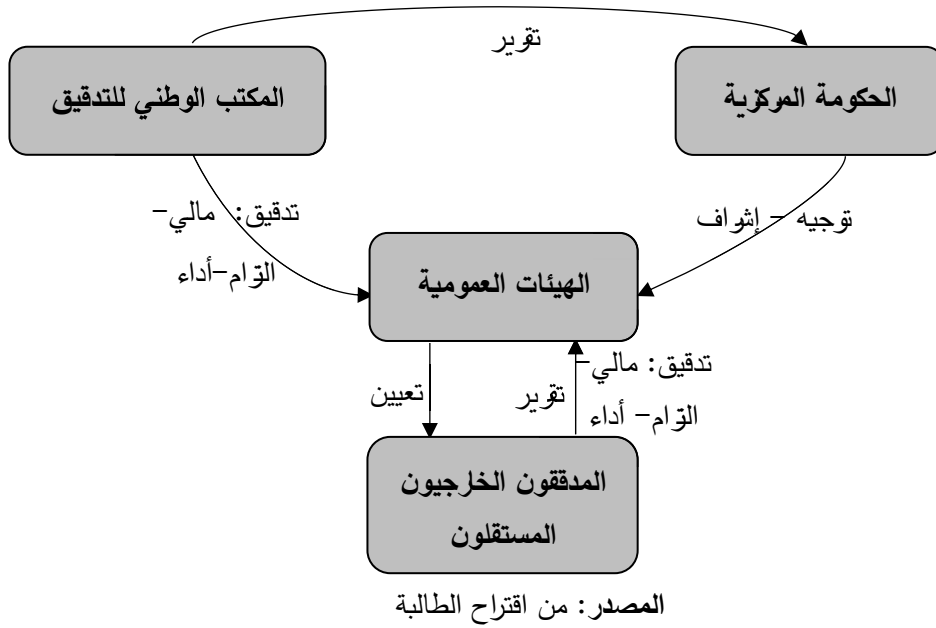 تقرير
المكتب الوطني للتدقيق
الحكومة المركزية
تدقيق: مالي-
التزام-أداء
توجيه - إشراف
الهيئات العمومية
تعيين
تقرير
تدقيق: مالي-
التزام- أداء
المدققون الخارجيون
المستقلون
المصدر: من اقتراح الطالبة